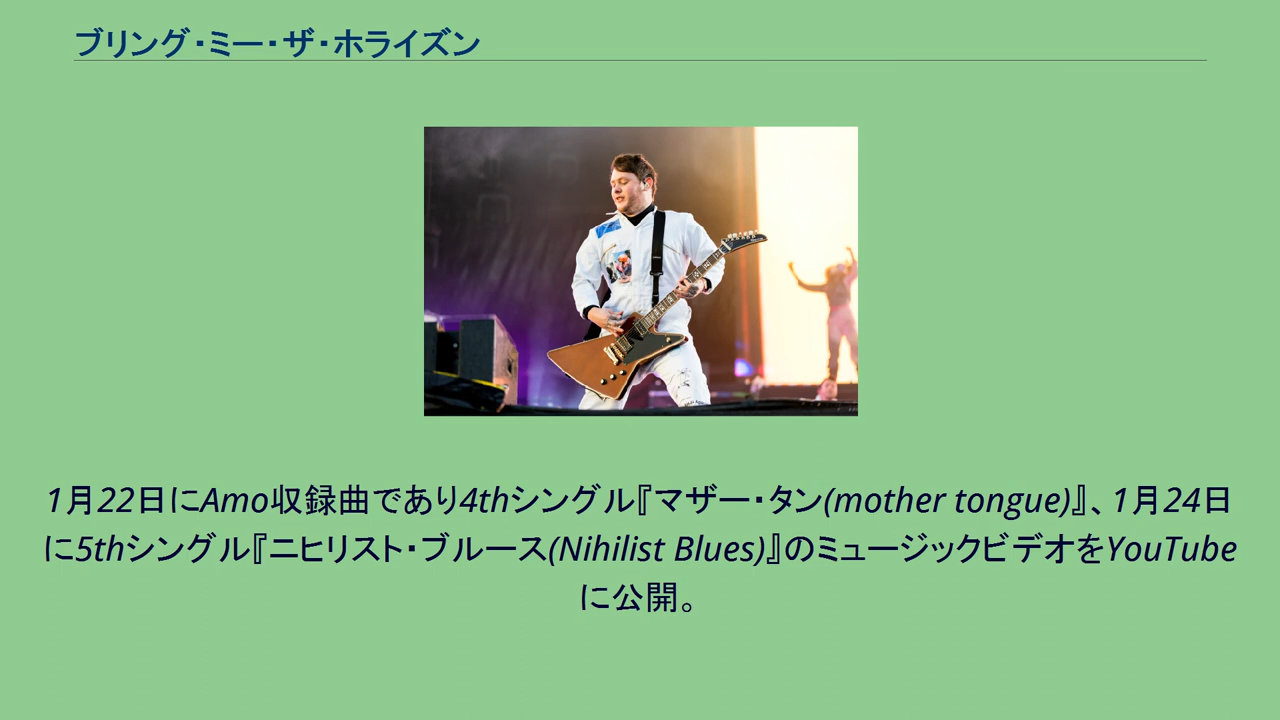 ブリング・ミー・ザ・ホライズン
1月22日にAmo収録曲であり4thシングル『マザー・タン(mother tongue)』、1月24日
に5thシングル『ニヒリスト・ブルース(Nihilist Blues)』のミュージックビデオをYouTube
に公開。